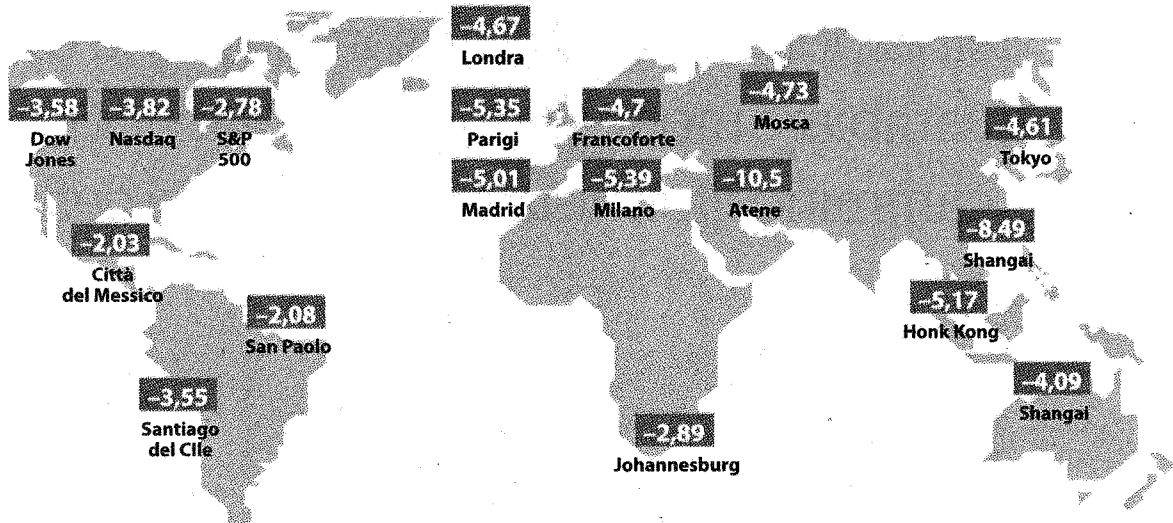 –4,67
Londra
–3,58
Dow
Jones
–3,82
Nasdaq
–2,78
S&P
500
–5,35
Parigi
–4,7
Francoforte
–4,73
Mosca
–4,61
Tokyo
–5,01
Madrid
–5,39
Milano
–10,5
Atene
–2,03
Città
del Messico
–8,49
Shangai
–5,17
Honk Kong
–2,08
San Paolo
–3,55
Santiago
del CIle
–4,09
Shangai
–2,89
Johannesburg